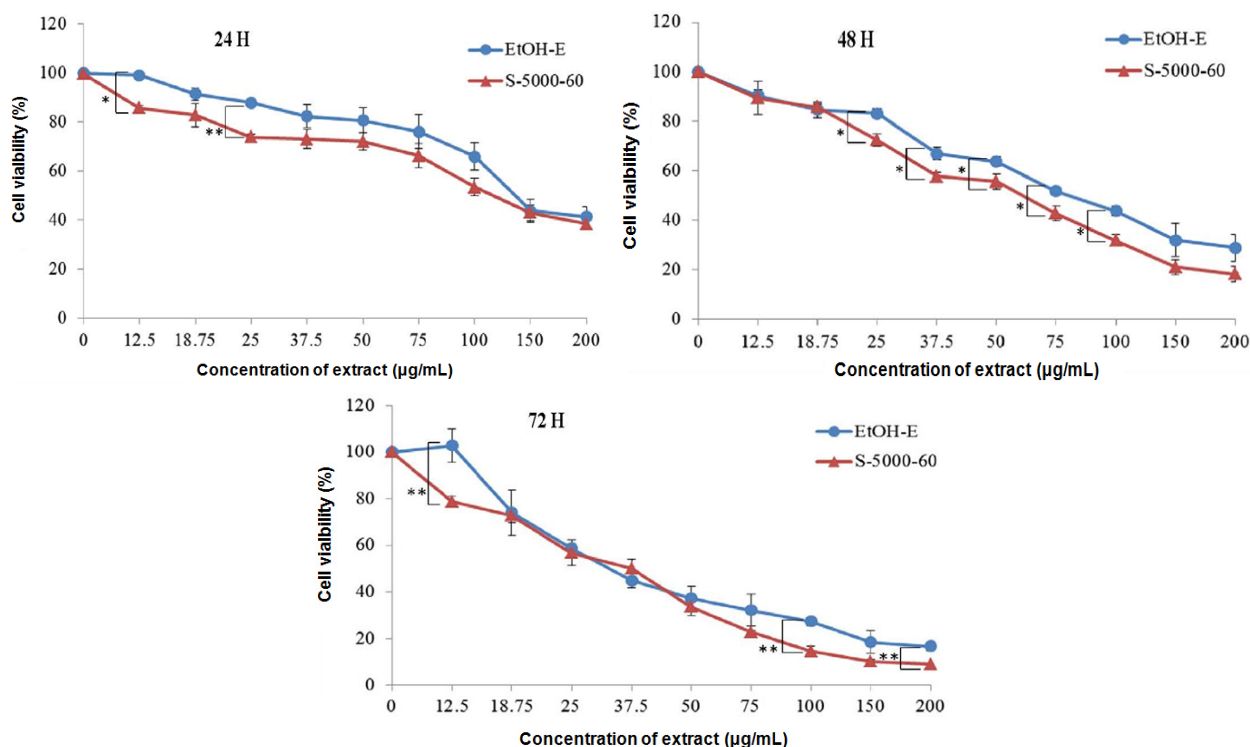 24 H
EtOH-E
S-5000-60
Cell vialbility (%)
120
100
80
60
40
20
0
*
**
0 12.5 18.75 25 37.5 50 75 100 150 200
Concentration of extract (µg/mL)
48 H
EtOH-E
S-5000-60
Cell vialbility (%)
120
100
80
60
40
20
0
*
*
*
*
*
0 12.5 18.75 25 37.5 50 75 100 150 200
Concentration of extract (µg/mL)
72 H
EtOH-E
S-5000-60
Cell vialbility (%)
120
100
80
60
40
20
0
**
**
**
0 12.5 18.75 25 37.5 50 75 100 150 200
Concentration of extract (µg/mL)